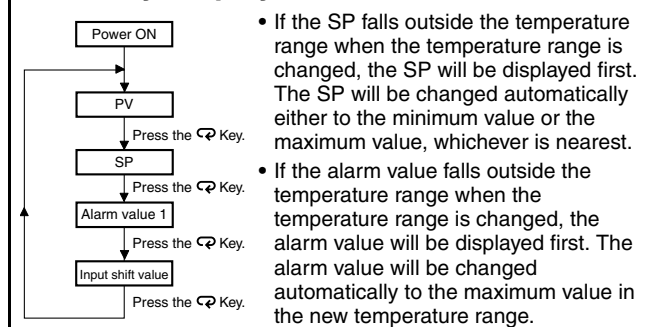 Power ON
PV
Press the Key.
SP
Press the Key.
Alarm value 1
Press the Key.
Input shift value
Press the Key.
• If the SP falls outside the temperature
range when the temperature range is
changed, the SP will be displayed first.
The SP will be changed automatically
either to the minimum value or the
maximum value, whichever is nearest.
• If the alarm value falls outside the
temperature range when the
temperature range is changed, the
alarm value will be displayed first. The
alarm value will be changed
automatically to the maximum value in
the new temperature range.